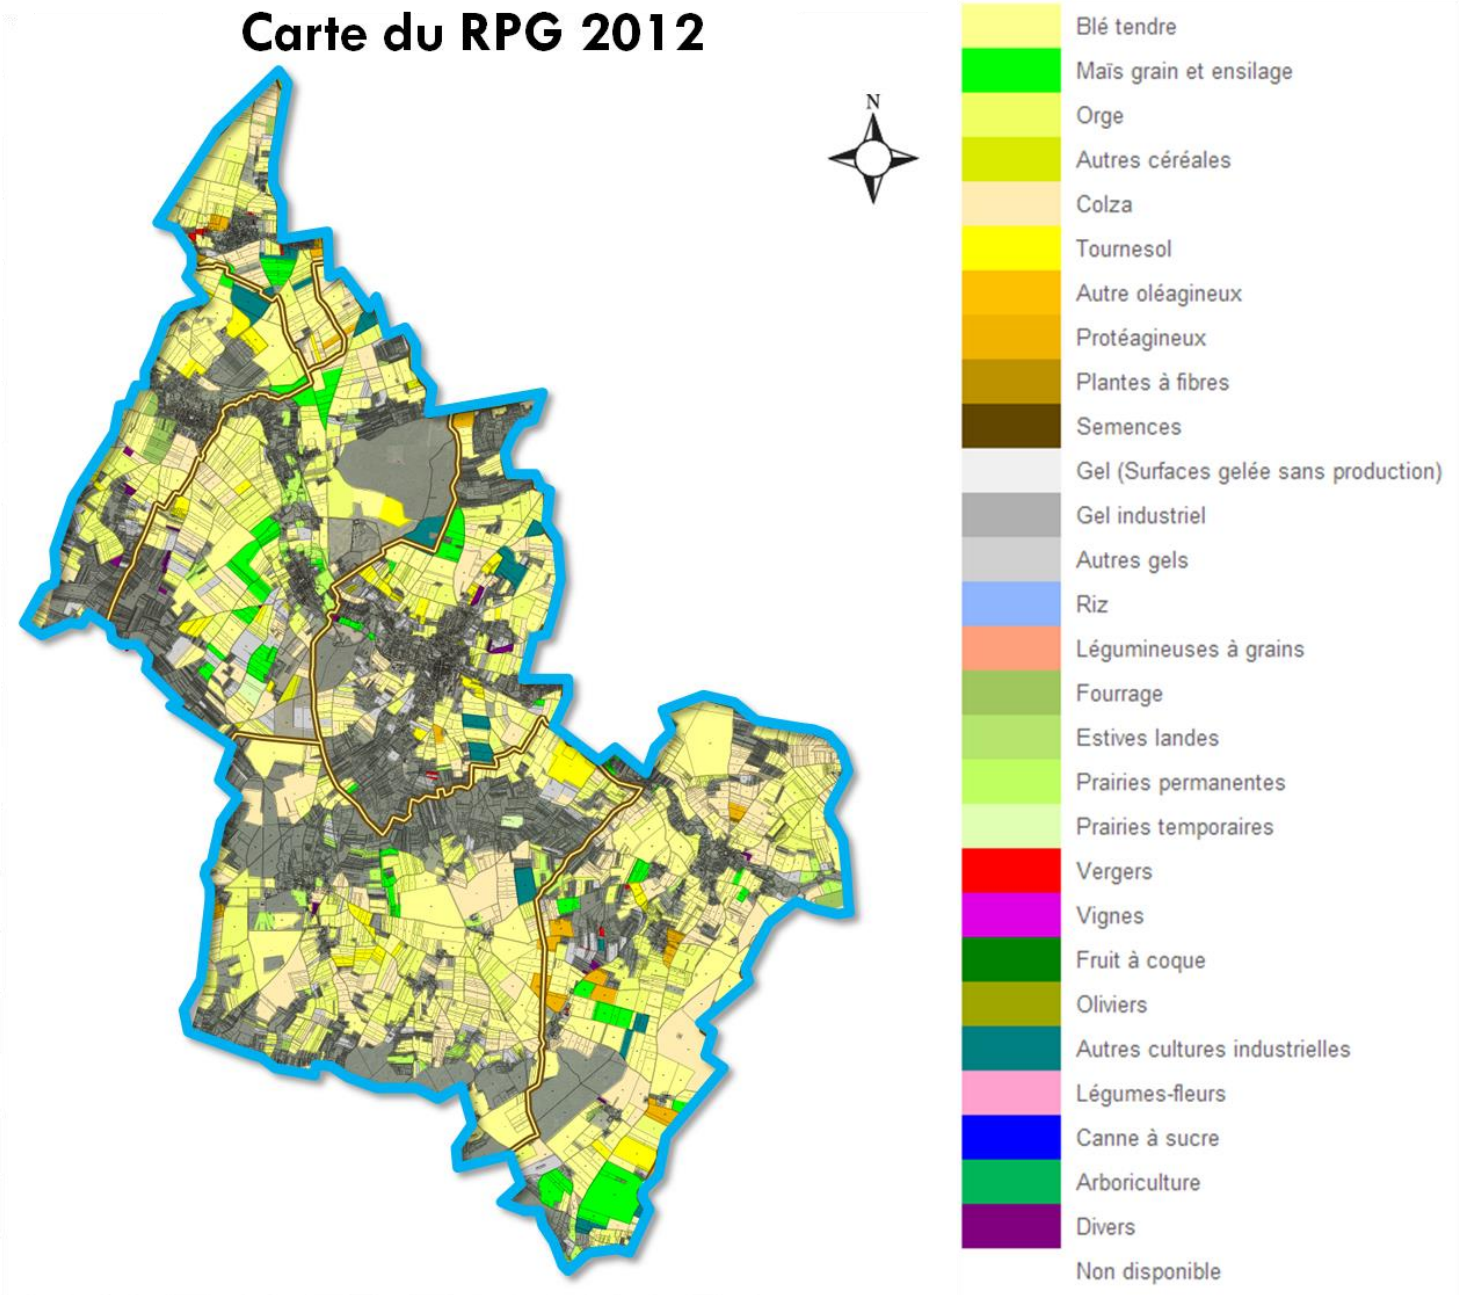 Carte du RPG 2012
N
Blé tendre
Maïs grain et ensilage
Orge
Autres céréales
Colza
Tournesol
Autre oléagineux
Protéagineux
Plantes à fibres
Semences
Gel (Surfaces gelée sans production)
Gel industriel
Autres gels
Riz
Légumineuses à grains
Fourrage
Estives landes
Prairies permanentes
Prairies temporaires
Vergers
Vignes
Fruit à coque
Oliviers
Autres cultures industrielles
Légumes-fleurs
Canne à sucre
Arboriculture
Divers
Non disponible